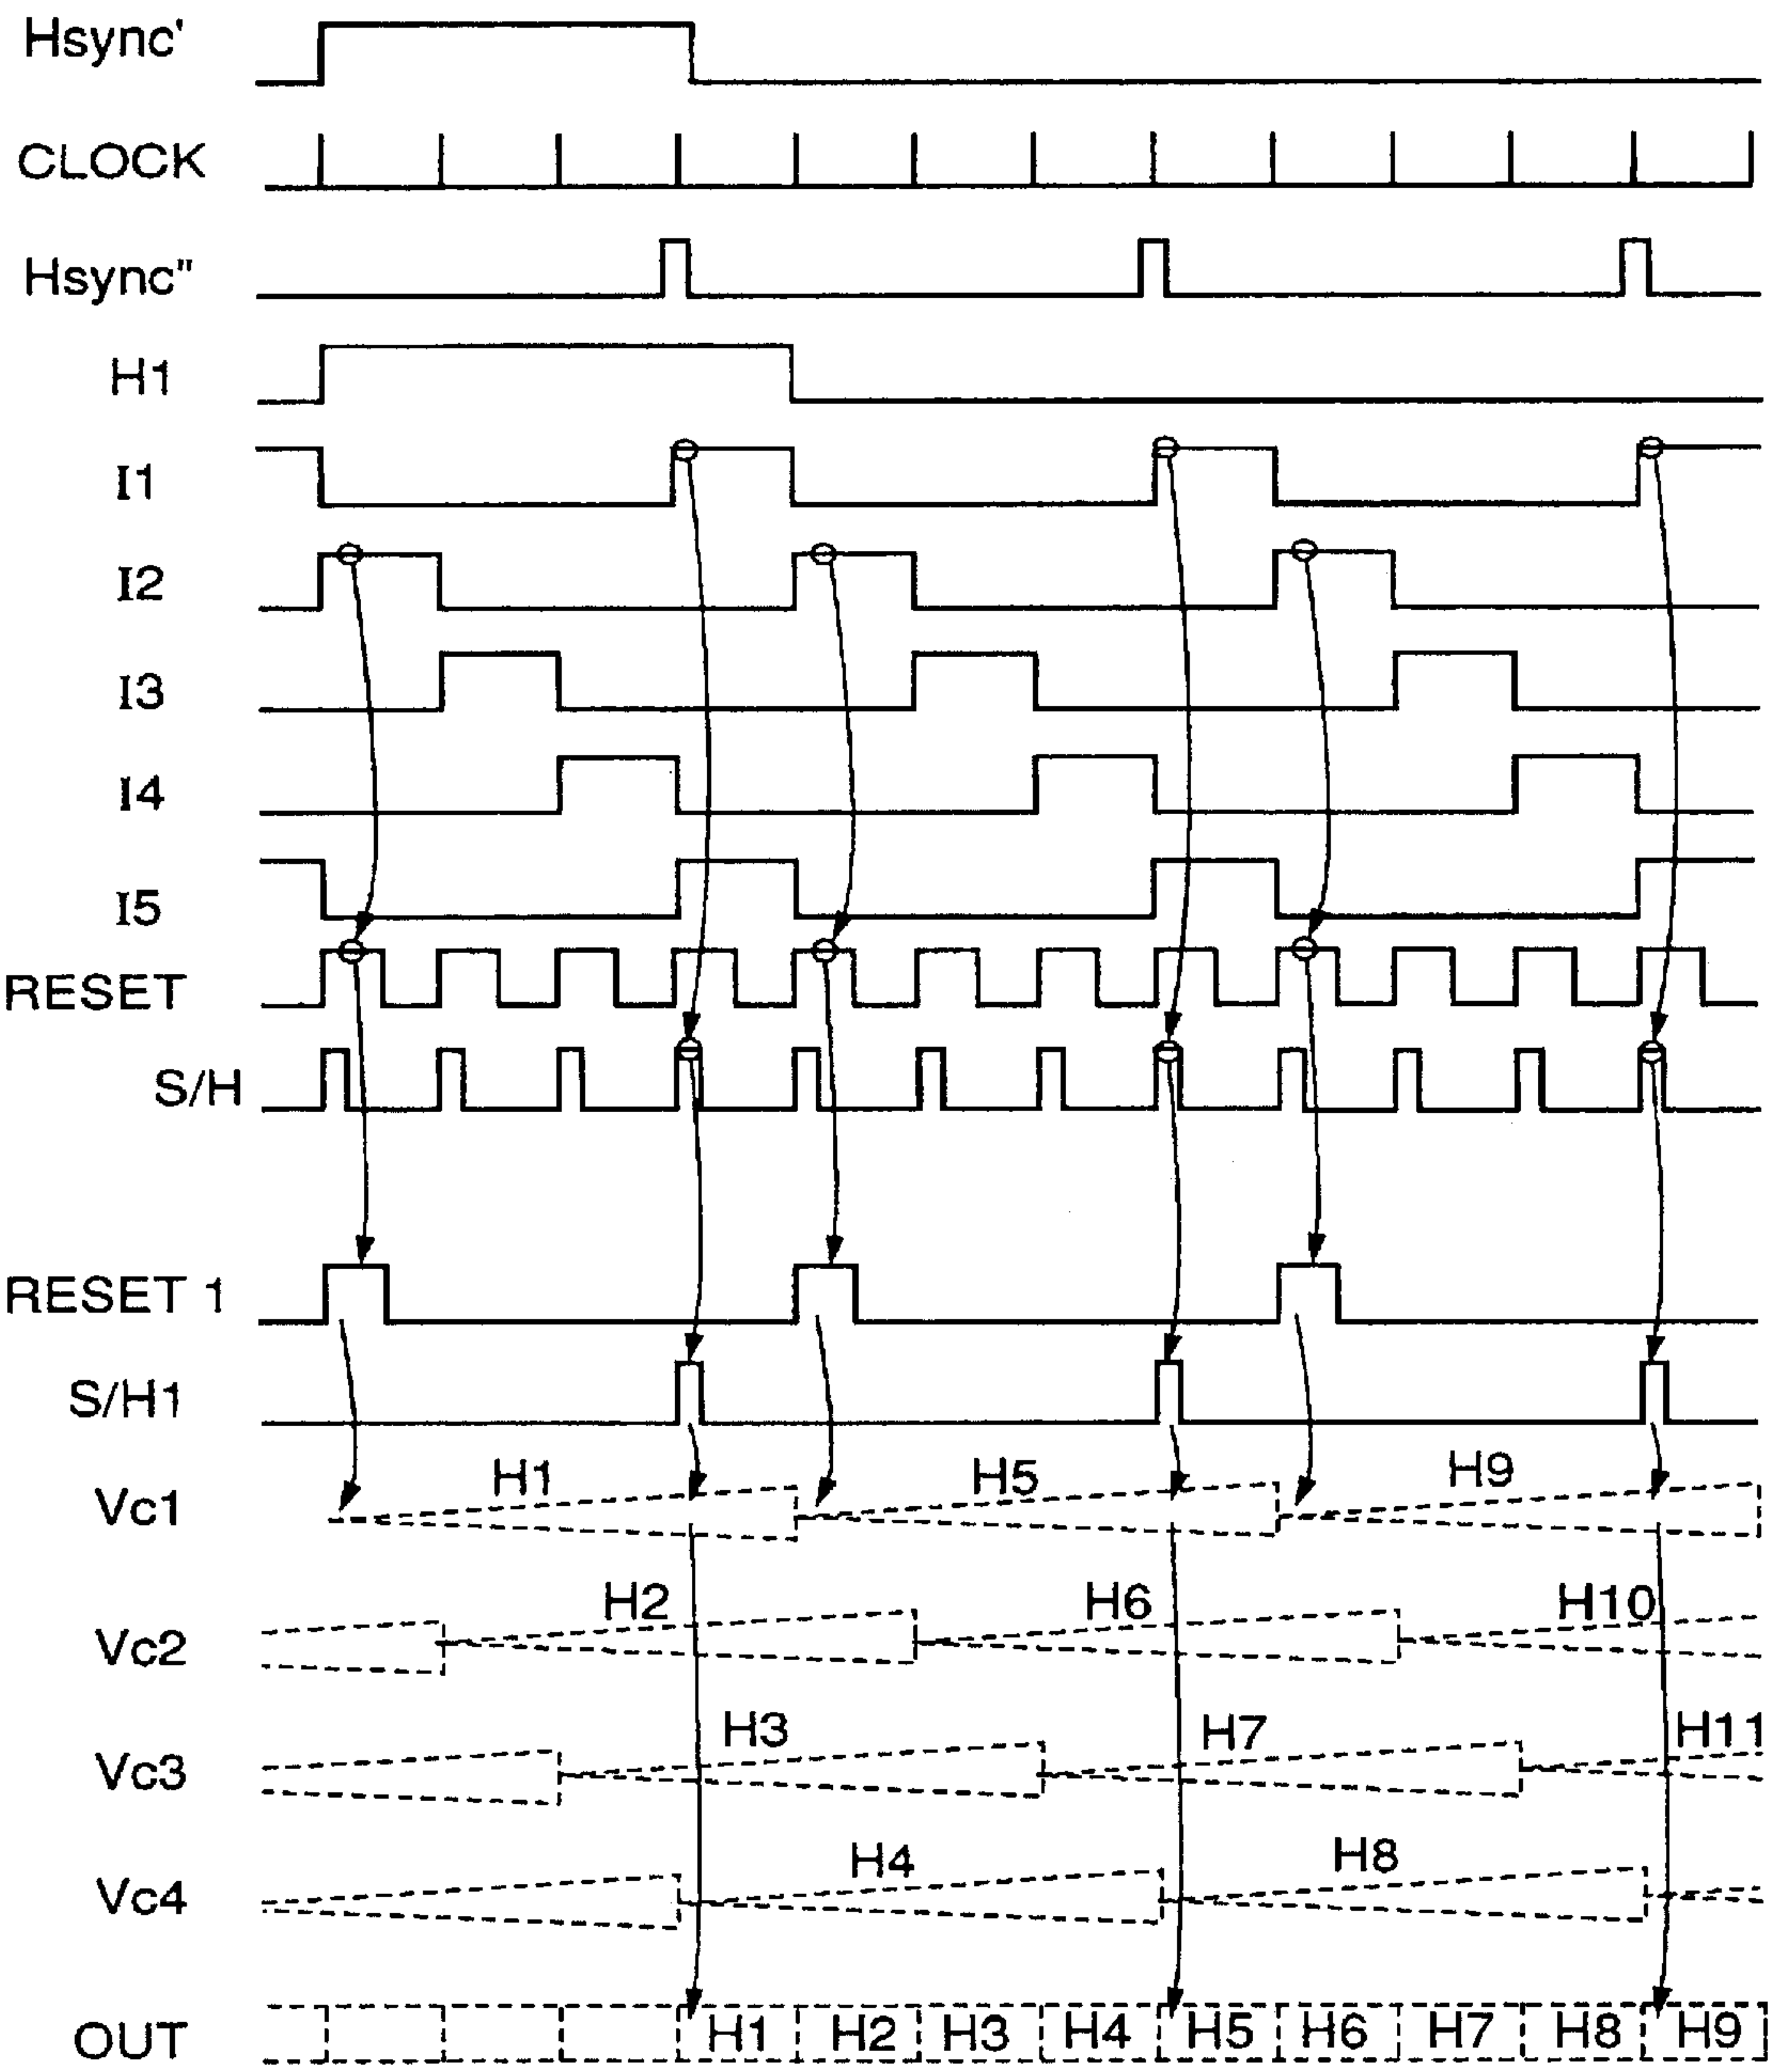 Hsync'
CLOCK
Hsync"
H1
I1
I2
I3
I4
I5
RESET
S/H
RESET 1
S/H1
Vc1 H1 H5 H9
Vc2 H2 H6 H10
Vc3 H3 H7 H11
Vc4 H4 H8
OUT H1 H2 H3 H4 H5 H6 H7 H8 H9